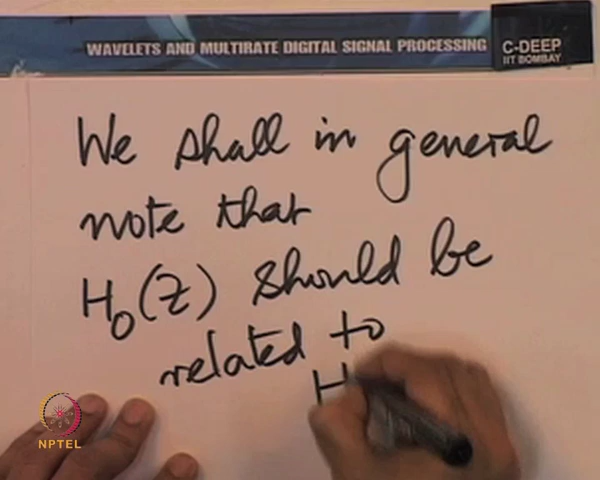 WAVELETS AND MULTIRATE DIGITAL SIGNAL PROCESSING
C-DEEP
IIT BOMBAY
We shall in general
note that
H₀(Z) should be
related to
H
NPTEL